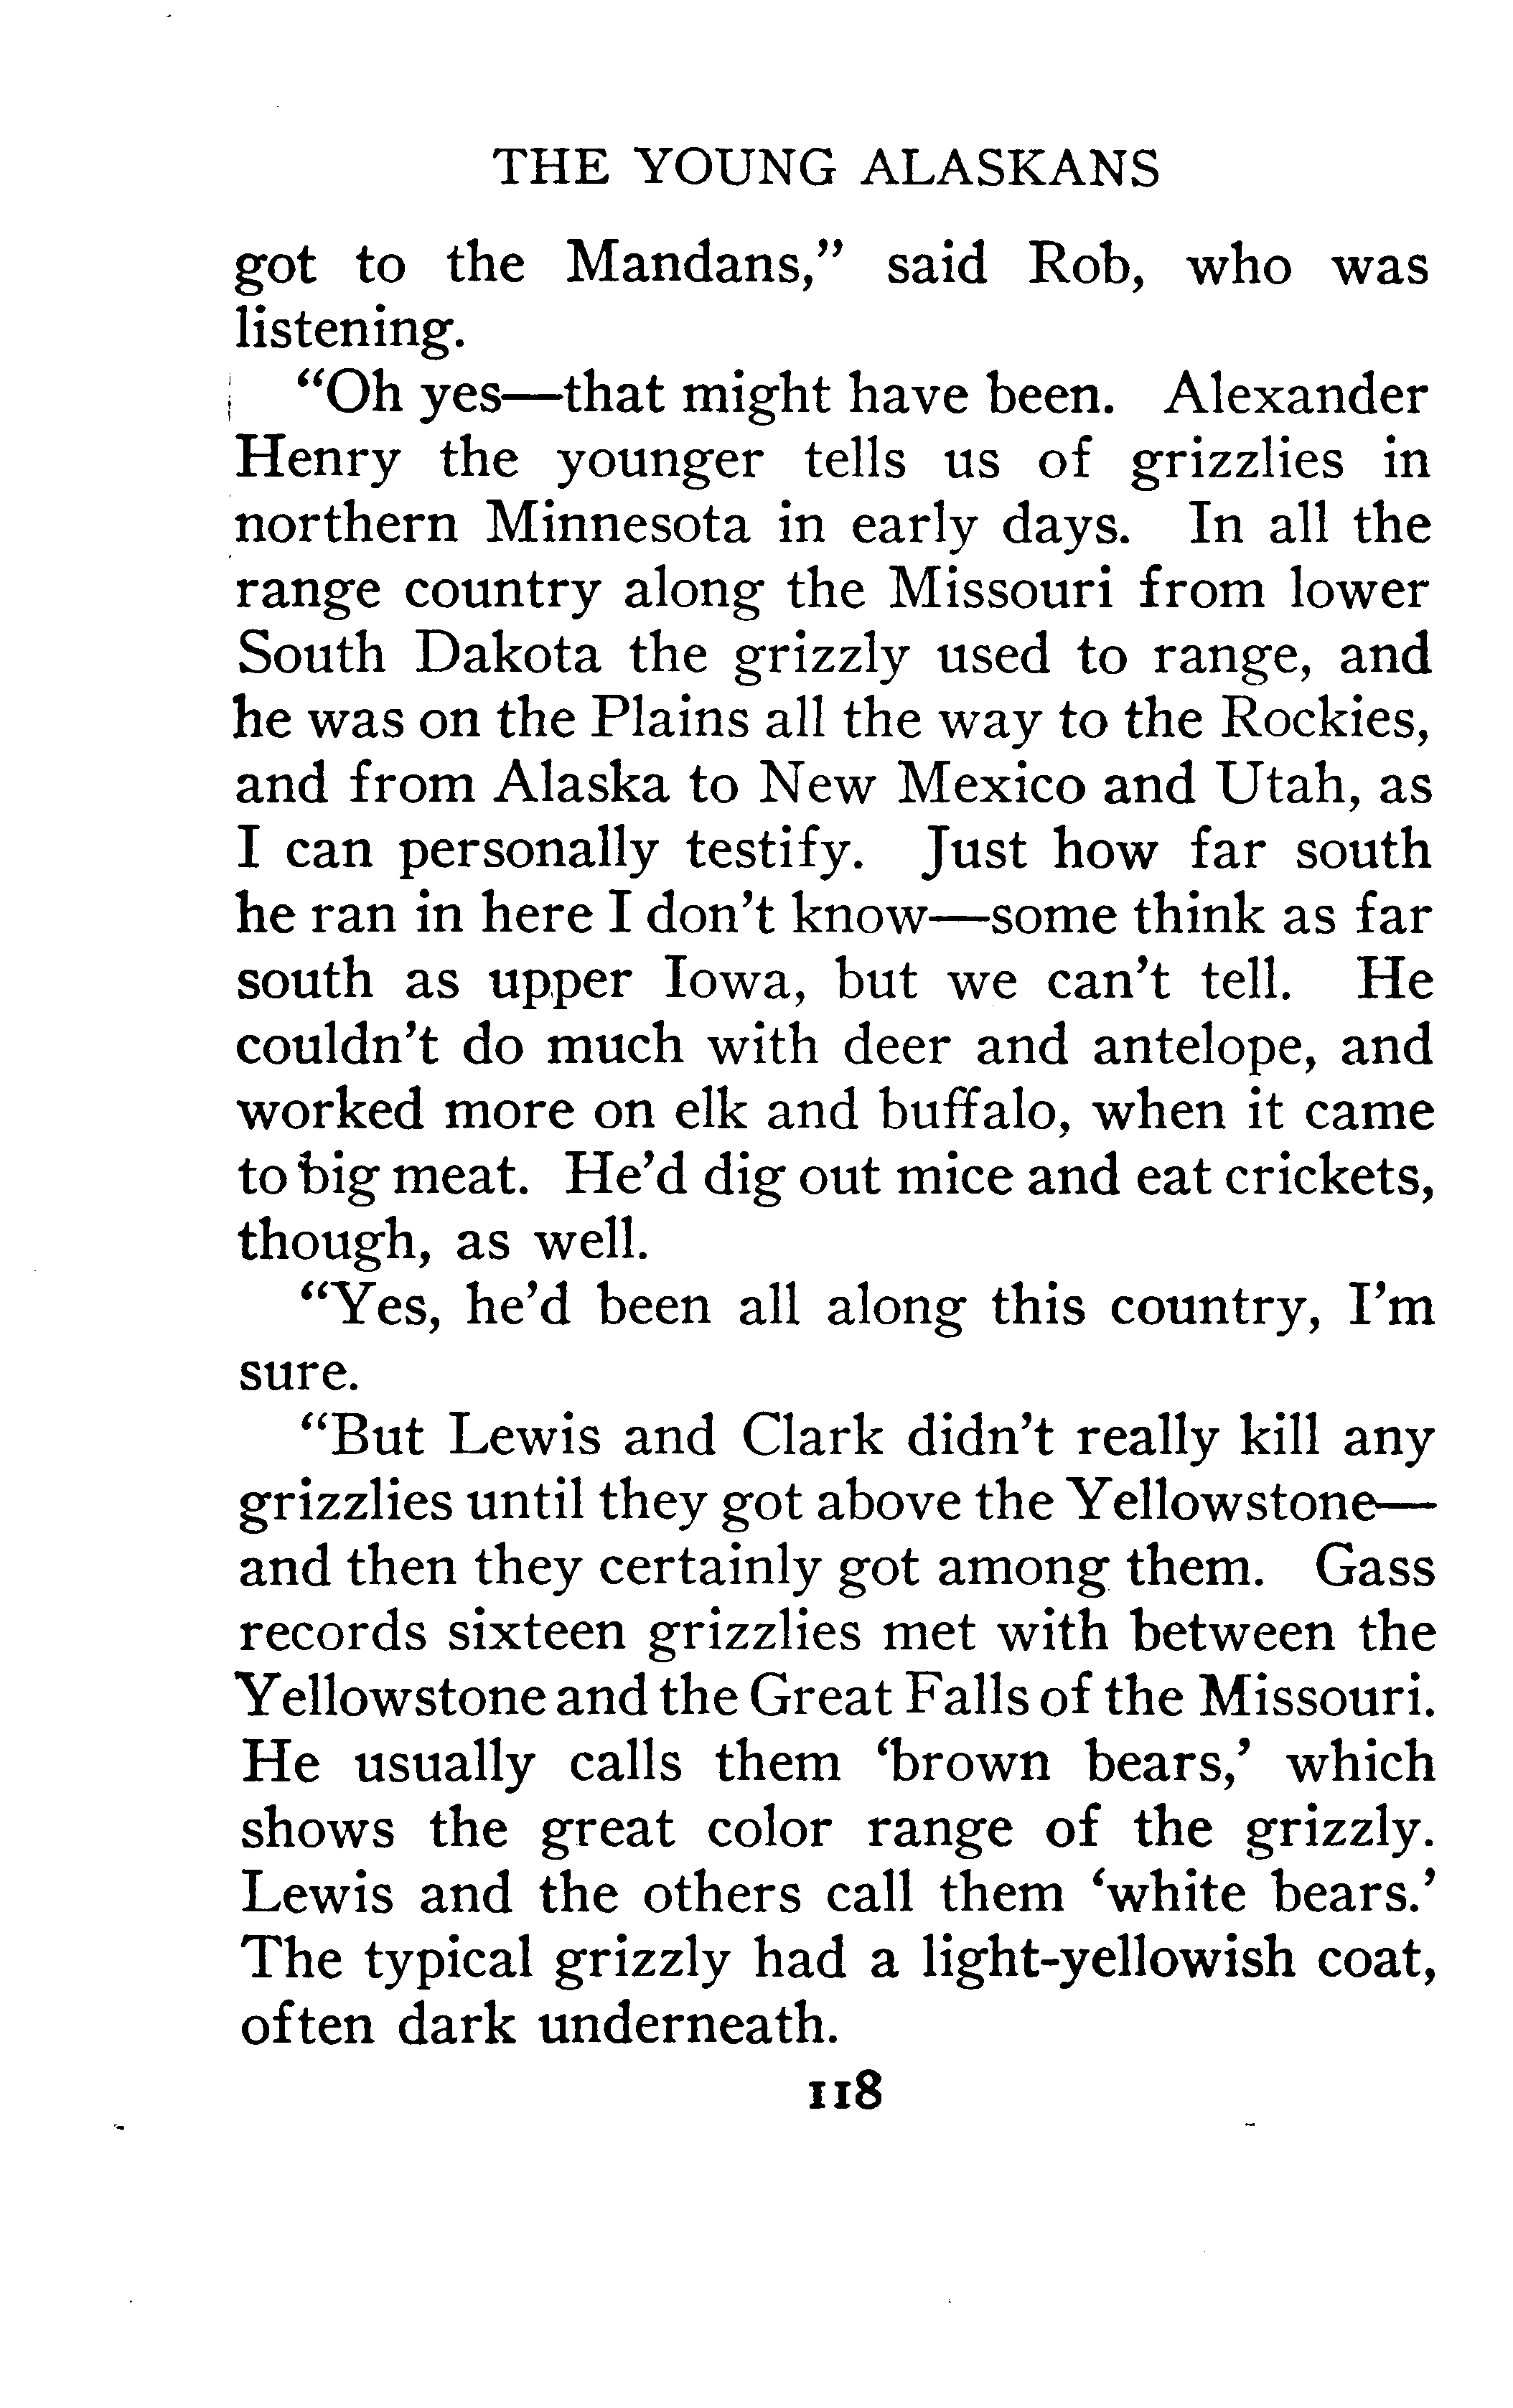 THE YOUNG ALASKANS
got to the Mandans,” said Rob, who was
listening.
“Oh yes—that might have been. Alexander
Henry the younger tells us of grizzlies in
northern Minnesota in early days. In all the
range country along the Missouri from lower
South Dakota the grizzly used to range, and
he was on the Plains all the way to the Rockies,
and from Alaska to New Mexico and Utah, as
I can personally testify. Just how far south
he ran in here I don’t know—some think as far
south as upper Iowa, but we can’t tell. He
couldn’t do much with deer and antelope, and
worked more on elk and buffalo, when it came
to big meat. He’d dig out mice and eat crickets,
though, as well.
“Yes, he’d been all along this country, I’m
sure.
“But Lewis and Clark didn’t really kill any
grizzlies until they got above the Yellowstone—
and then they certainly got among them. Gass
records sixteen grizzlies met with between the
Yellowstone and the Great Falls of the Missouri.
He usually calls them ‘brown bears,’ which
shows the great color range of the grizzly.
Lewis and the others call them ‘white bears.’
The typical grizzly had a light-yellowish coat,
often dark underneath.
118